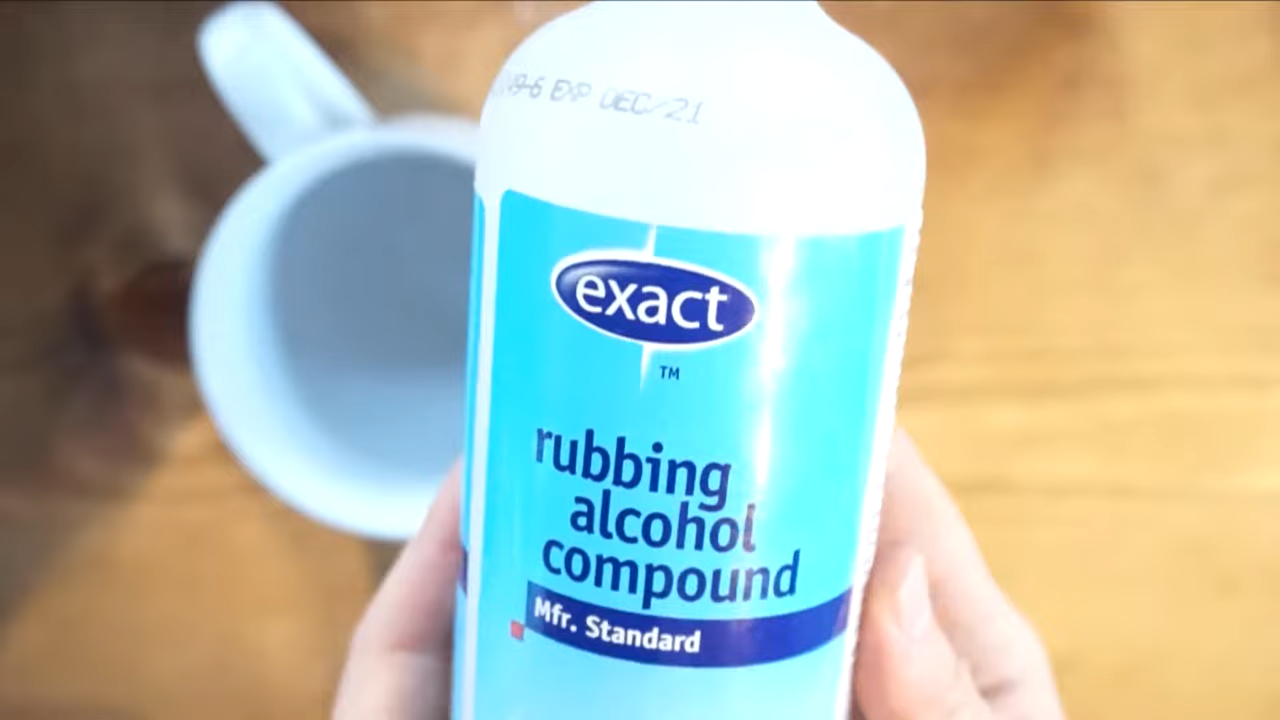 EXP DEC/21
exact
TM
rubbing
alcohol
compound
Mfr. Standard